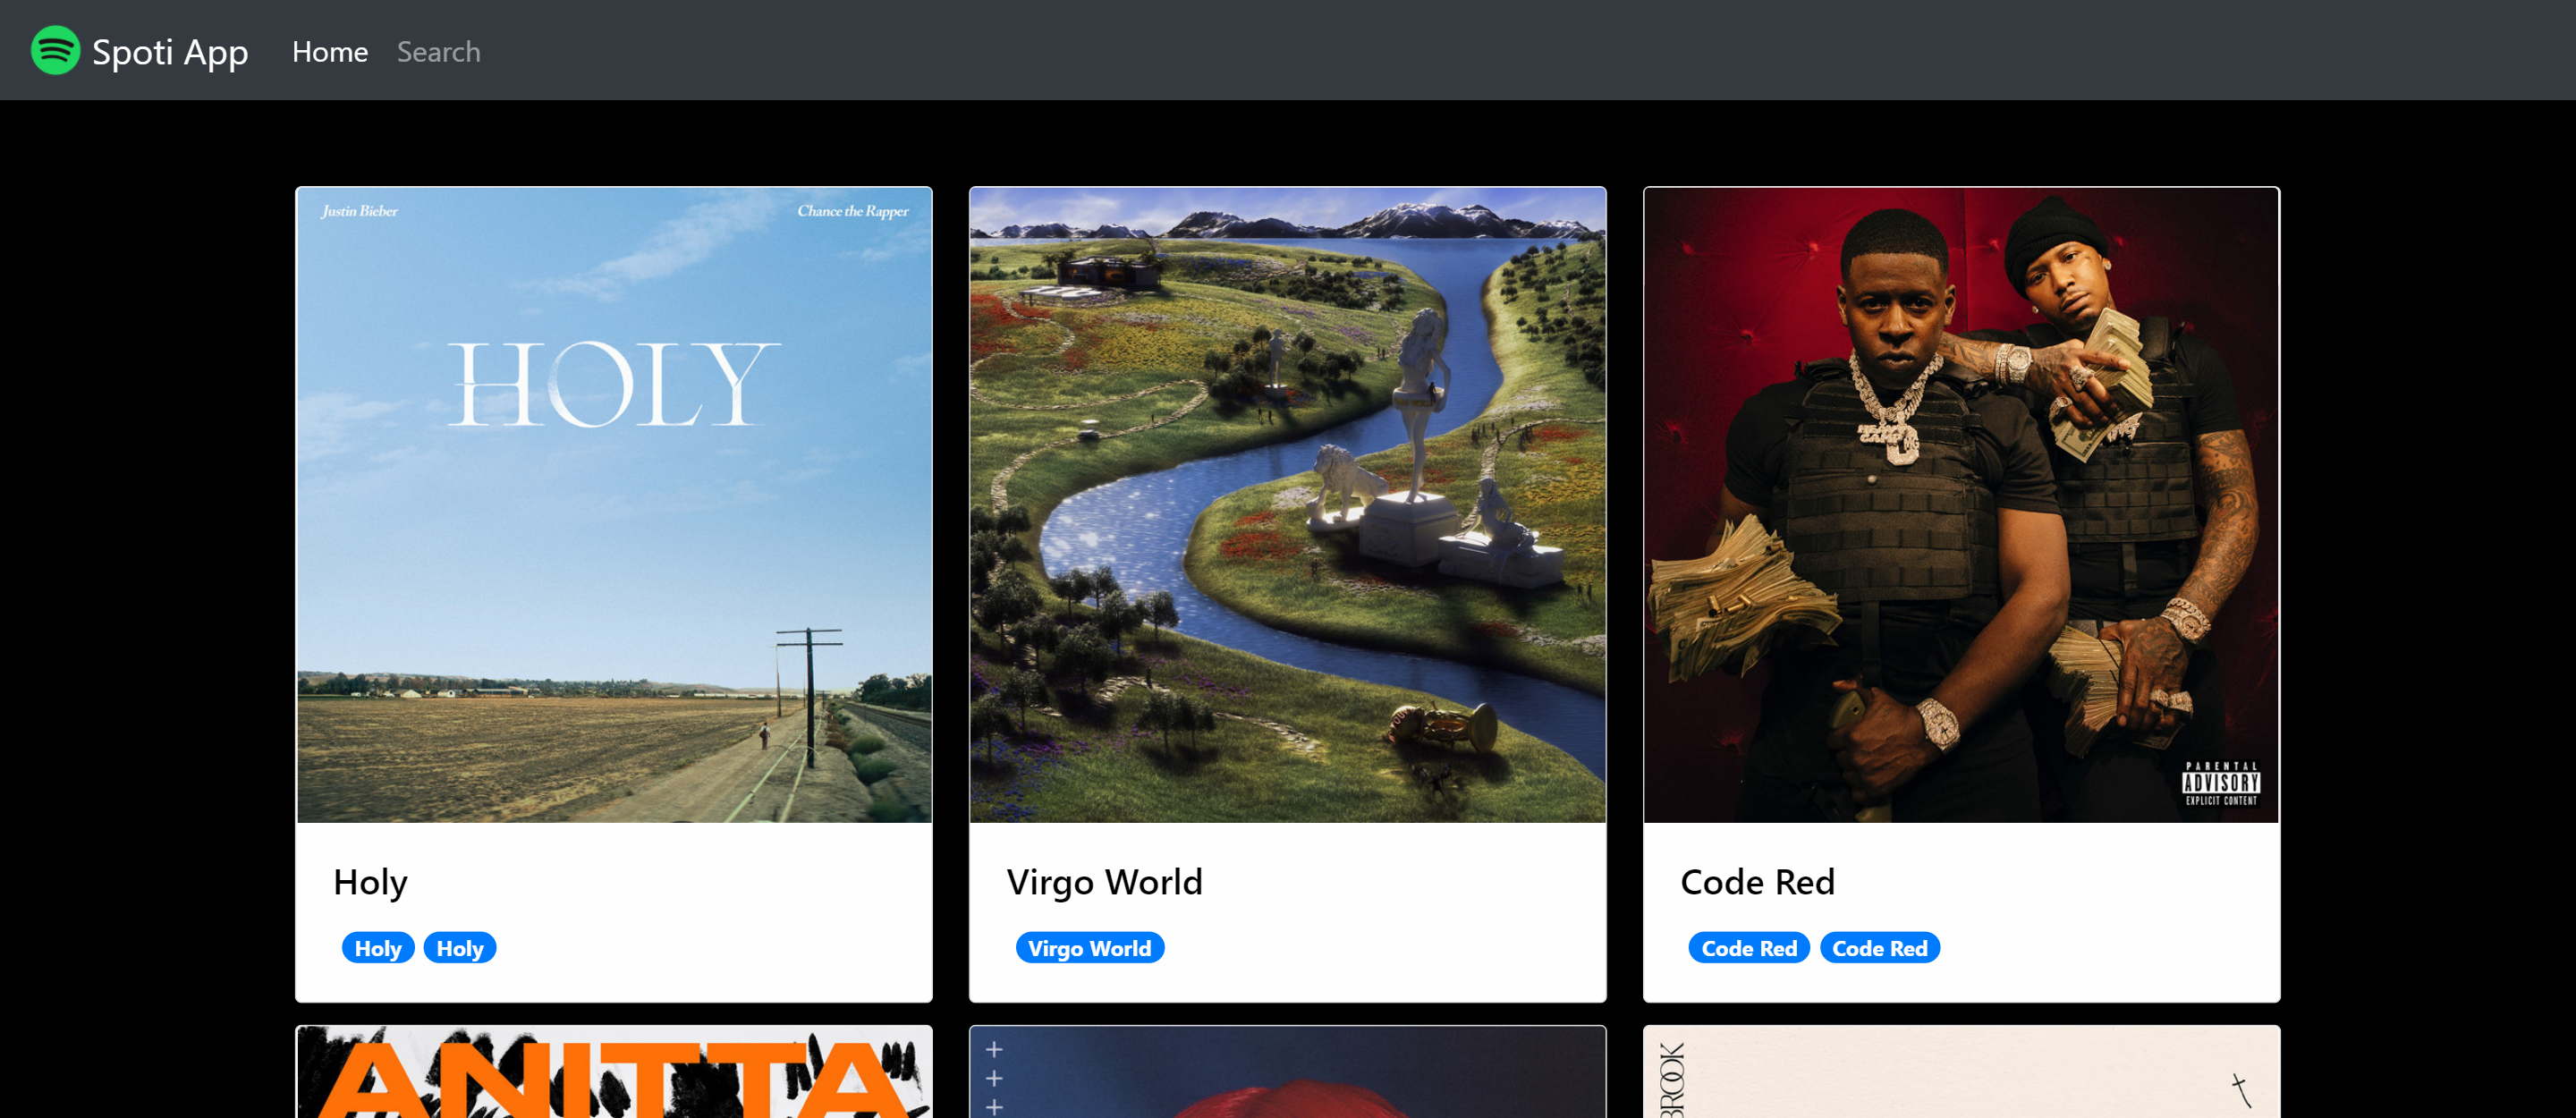 Spoti App Home Search
Justin Bieber Chance the Rapper
HOLY
PARENTAL
ADVISORY
EXPLICIT CONTENT
Holy
Holy Holy
Virgo World
Virgo World
Code Red
Code Red Code Red
ANITTA
BROOK